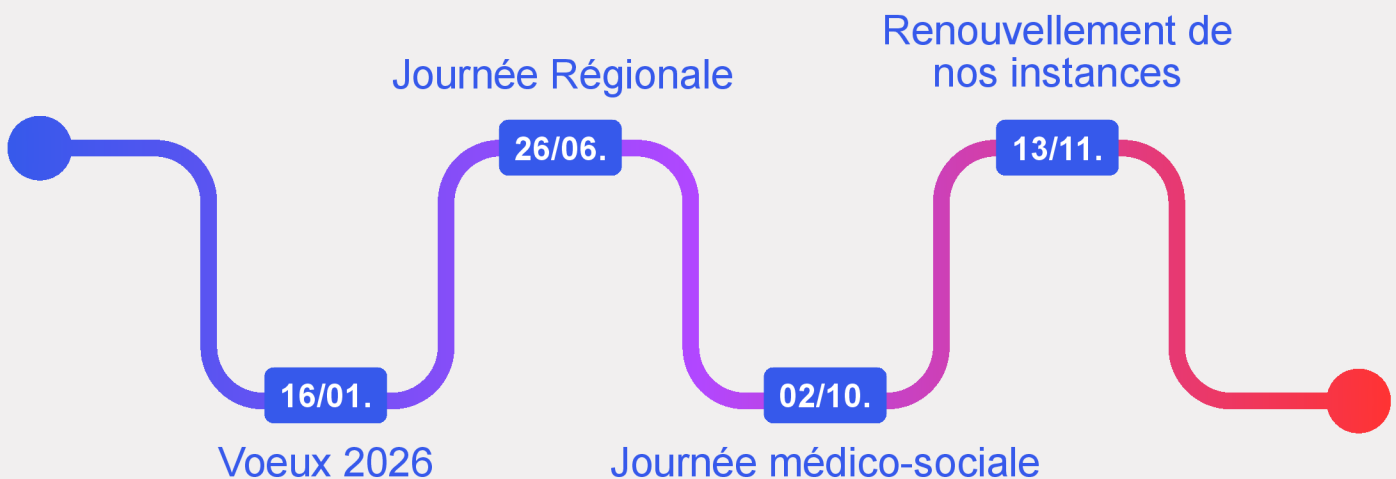 Renouvellement de
nos instances
Journée Régionale
26/06.
13/11.
16/01.
02/10.
Voeux 2026
Journée médico-sociale